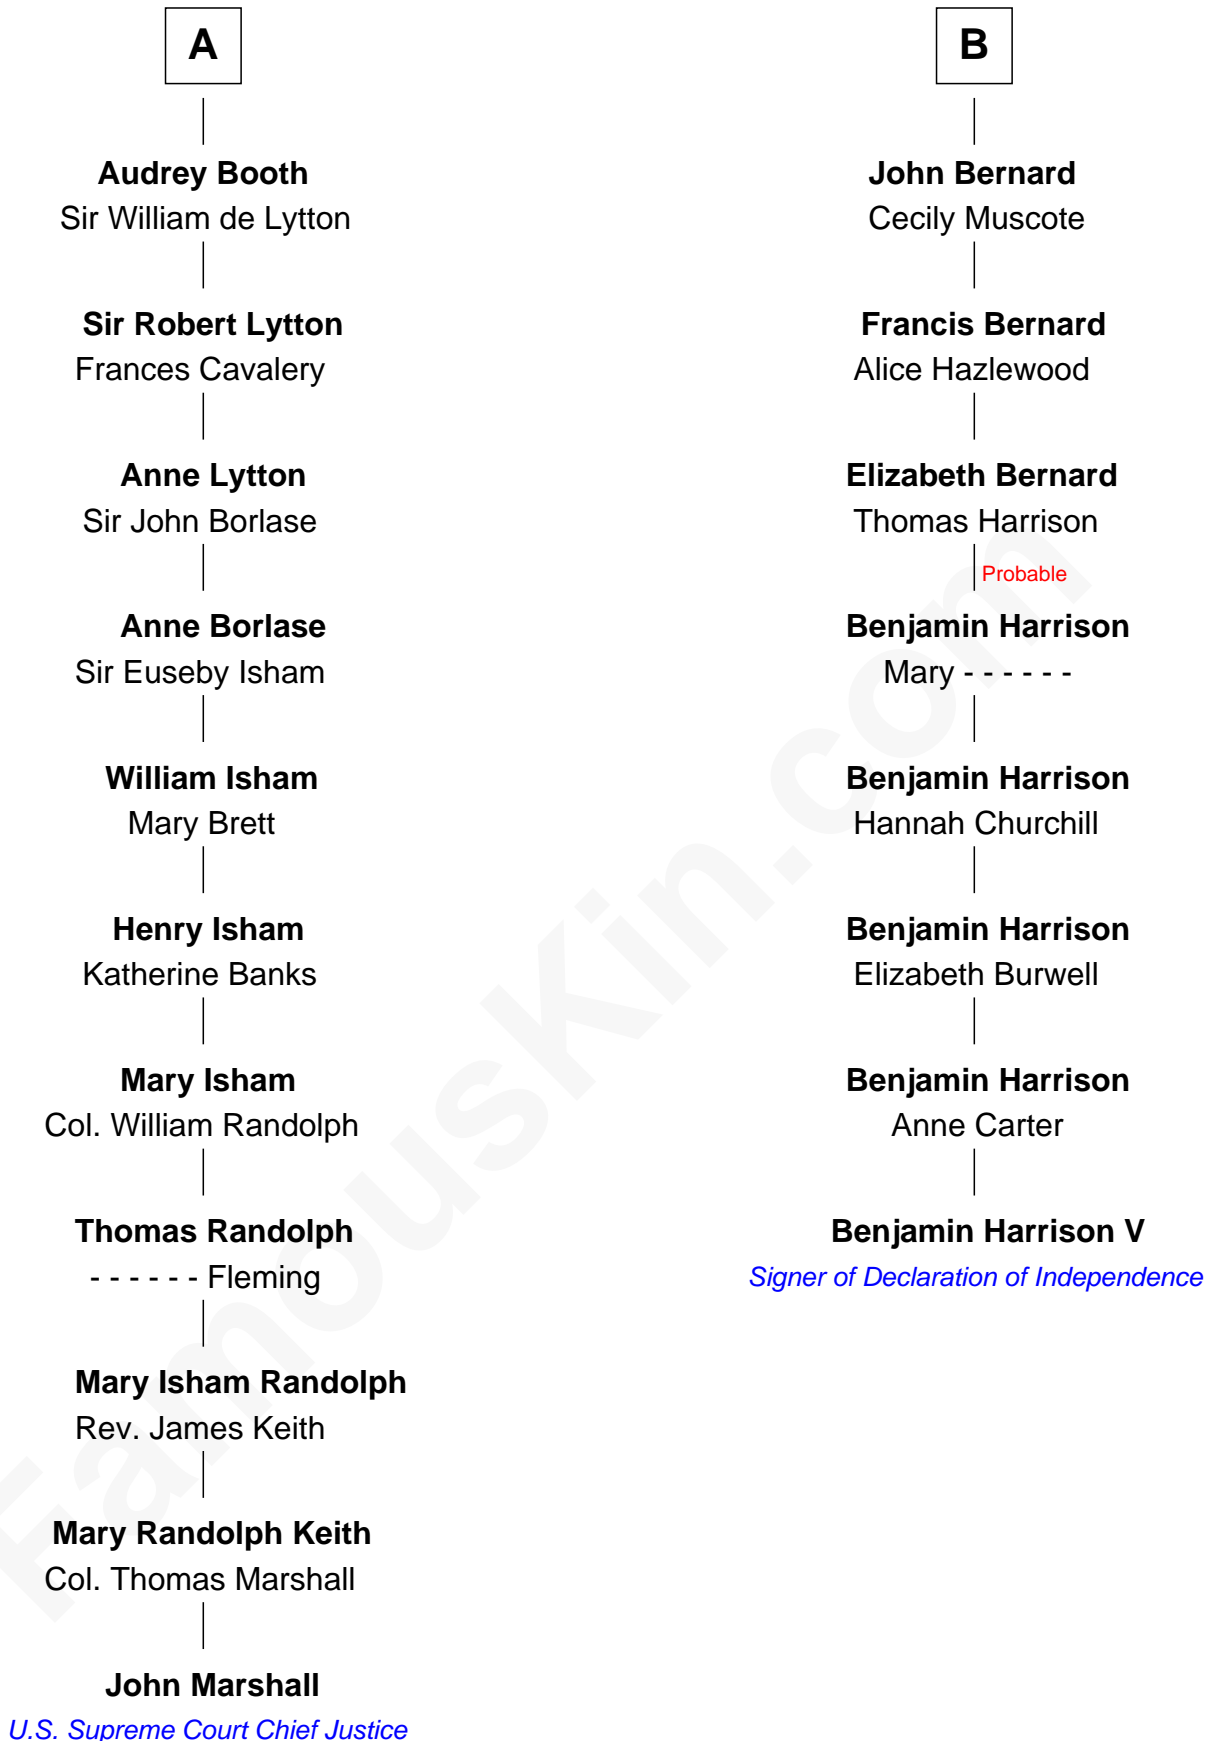 A
Audrey Booth
Sir William de Lytton
Sir Robert Lytton
Frances Cavalery
Anne Lytton
Sir John Borlase
Anne Borlase
Sir Euseby Isham
William Isham
Mary Brett
Henry Isham
Katherine Banks
Mary Isham
Col. William Randolph
Thomas Randolph
- - - - - - Fleming
Mary Isham Randolph
Rev. James Keith
Mary Randolph Keith
Col. Thomas Marshall
John Marshall
U.S. Supreme Court Chief Justice
B
John Bernard
Cecily Muscote
Francis Bernard
Alice Hazlewood
Elizabeth Bernard
Thomas Harrison
Probable
Benjamin Harrison
Mary - - - - - -
Benjamin Harrison
Hannah Churchill
Benjamin Harrison
Elizabeth Burwell
Benjamin Harrison
Anne Carter
Benjamin Harrison V
Signer of Declaration of Independence
FamousKin.com